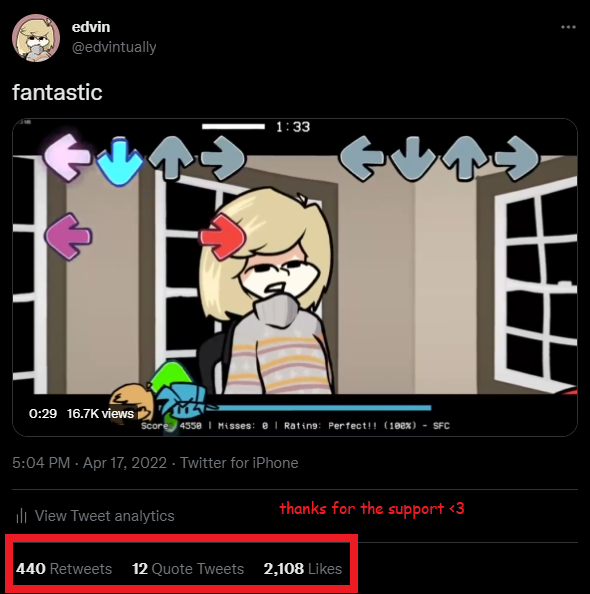 edvin
@edvintually
fantastic
1:33
0:29 16.7K views
Score: 4550 | Misses: 0 | Rating: Perfect!! (100%) - SFC
5:04 PM · Apr 17, 2022 · Twitter for iPhone
View Tweet analytics
thanks for the support <3
440 Retweets 12 Quote Tweets 2,108 Likes